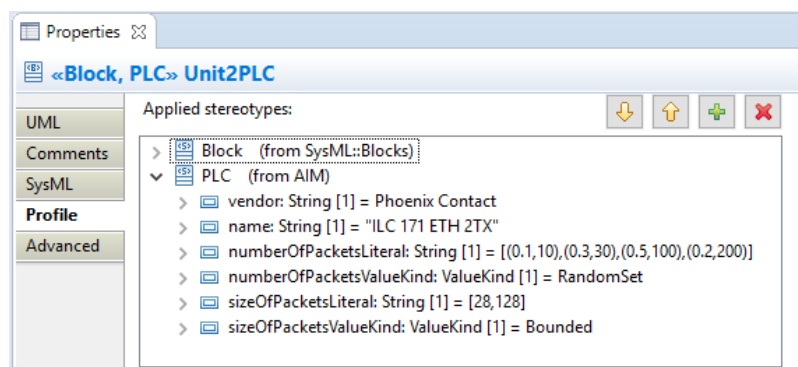 Properties
«Block, PLC» Unit2PLC
UML
Comments
SysML
Profile
Advanced
Applied stereotypes:
Block (from SysML::Blocks)
PLC (from AIM)
vendor: String [1] = Phoenix Contact
name: String [1] = "ILC 171 ETH 2TX"
numberOfPacketsLiteral: String [1] = [(0.1,10),(0.3,30),(0.5,100),(0.2,200)]
numberOfPacketsValueKind: ValueKind [1] = RandomSet
sizeOfPacketsLiteral: String [1] = [28,128]
sizeOfPacketsValueKind: ValueKind [1] = Bounded